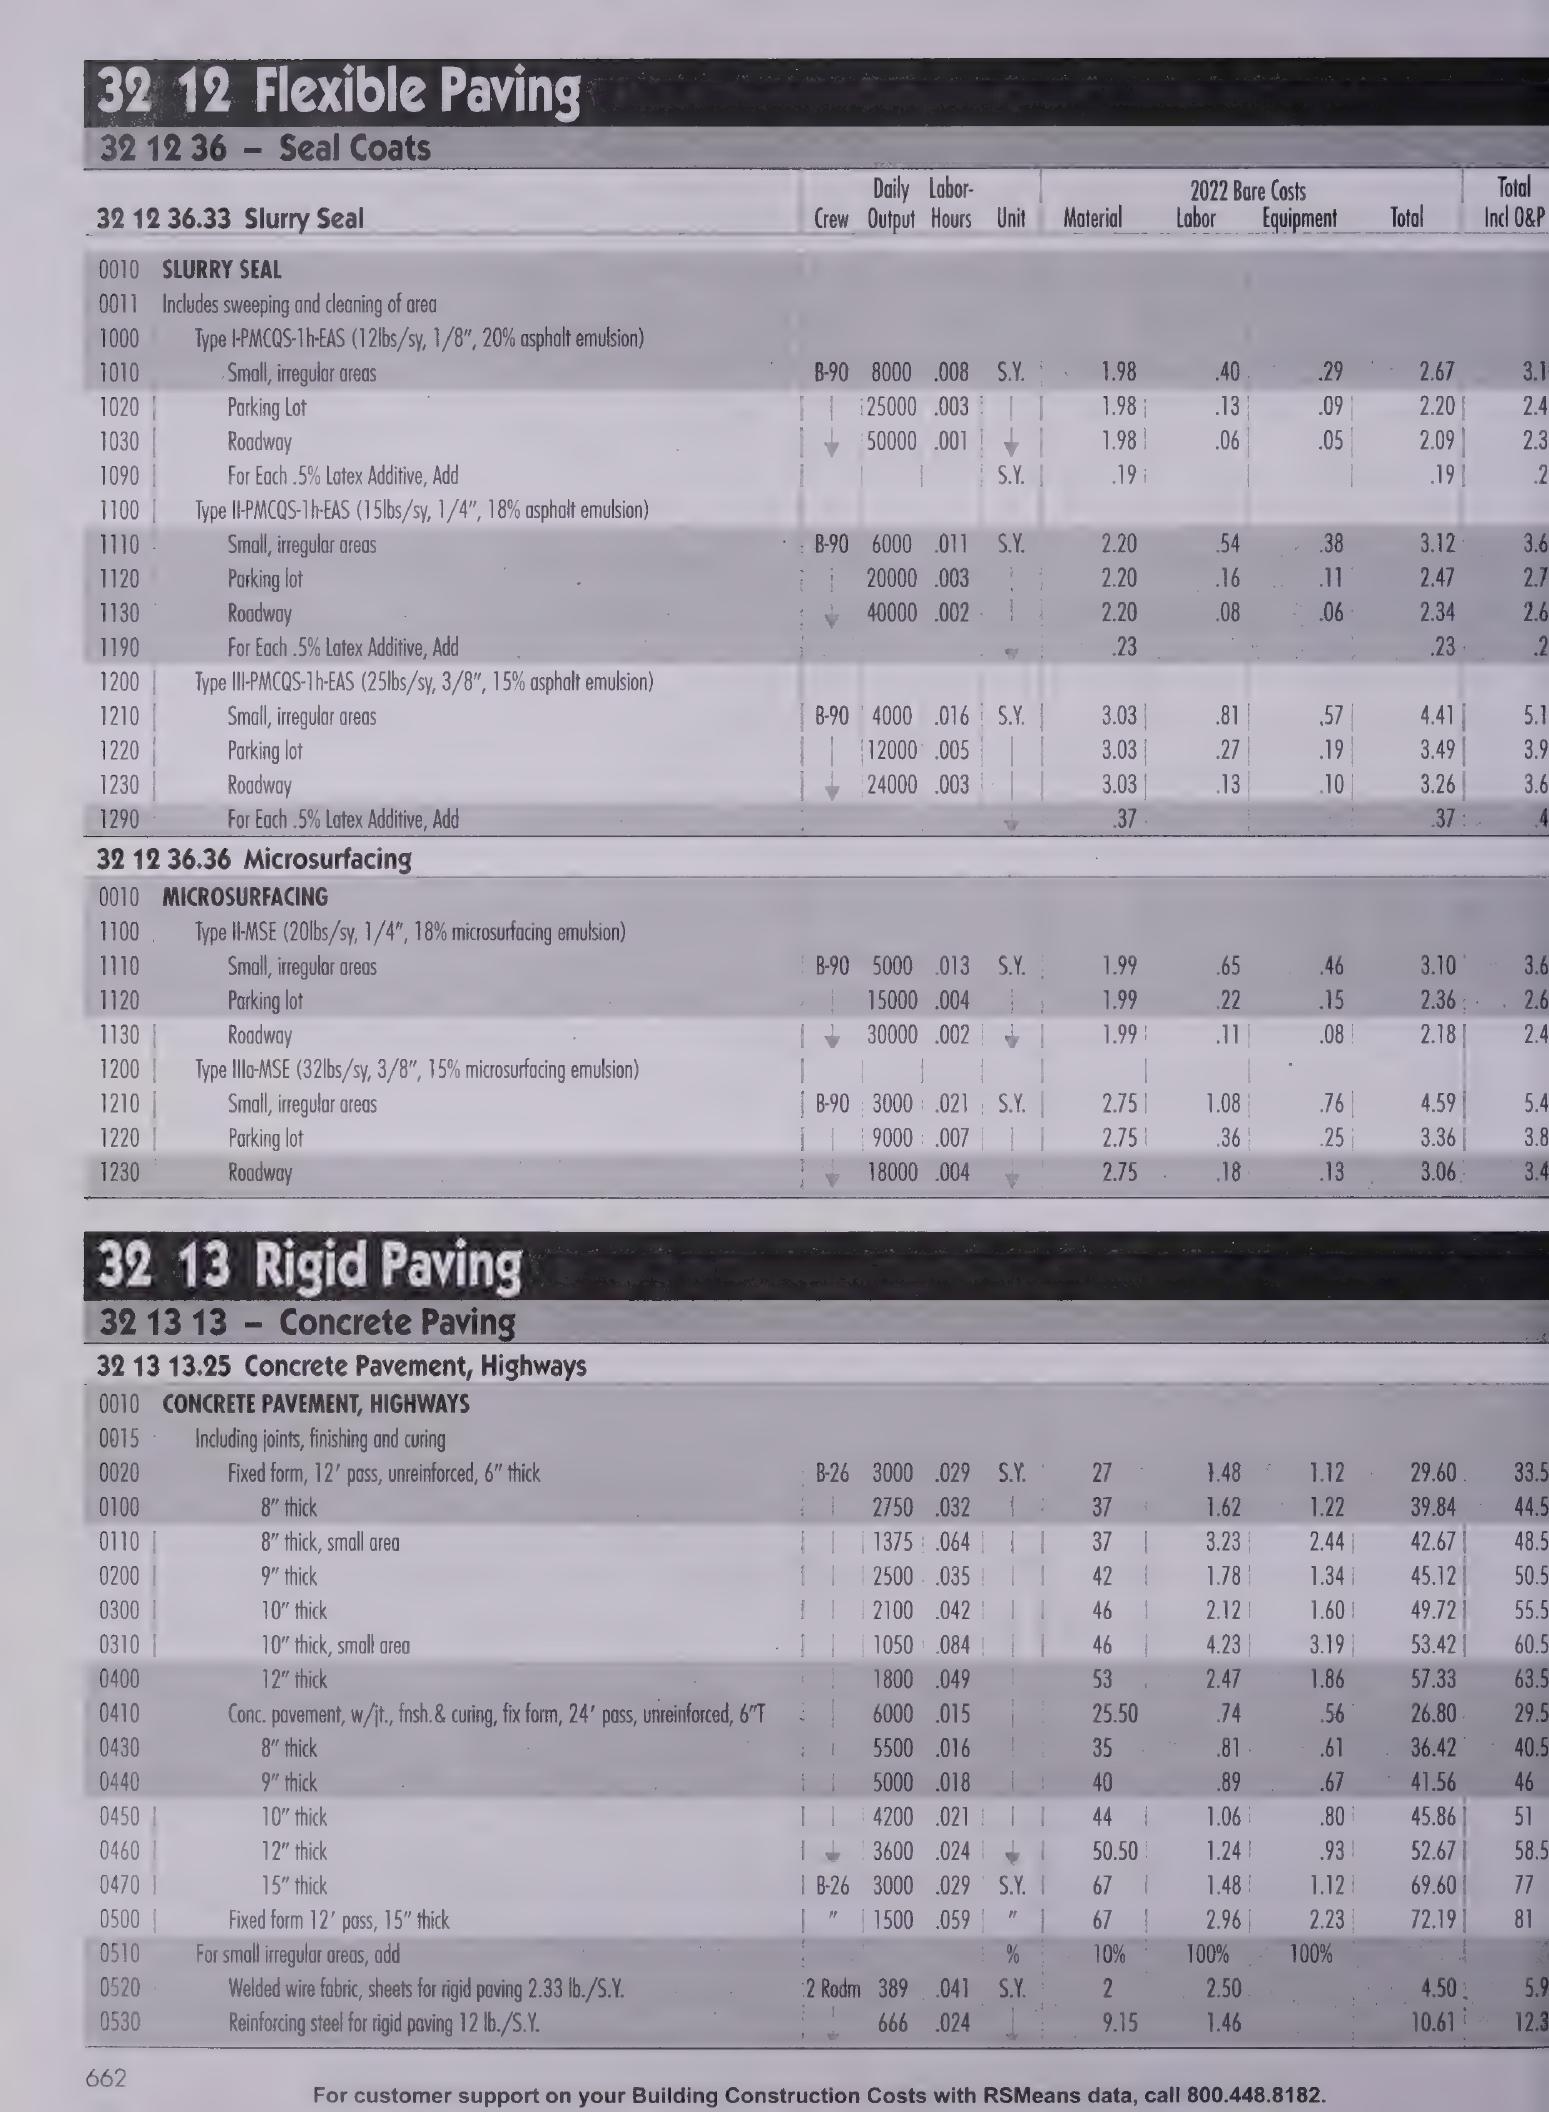 32 12 Flexible Paving
32 12 36 – Seal Coats
32 12 36.33 Slurry Seal Crew Daily Output Labor-Hours Unit 2022 Bare Costs Material Labor Equipment Total Total Incl O&P
0010 SLURRY SEAL
0011 Includes sweeping and cleaning of area
1000 Type I-PMCQS-1h-EAS (12lbs/sy, 1/8", 20% asphalt emulsion)
1010 Small, irregular areas B-90 8000 .008 S.Y. 1.98 .40 .29 2.67 3.1
1020 Parking Lot 25000 .003 1.98 .13 .09 2.20 2.4
1030 Roadway 50000 .001 1.98 .06 .05 2.09 2.3
1090 For Each .5% Latex Additive, Add S.Y. .19 .19 .2
1100 Type II-PMCQS-1h-EAS (15lbs/sy, 1/4", 18% asphalt emulsion)
1110 Small, irregular areas B-90 6000 .011 S.Y. 2.20 .54 .38 3.12 3.6
1120 Parking lot 20000 .003 2.20 .16 .11 2.47 2.7
1130 Roadway 40000 .002 2.20 .08 .06 2.34 2.6
1190 For Each .5% Latex Additive, Add .23 .23 .2
1200 Type III-PMCQS-1h-EAS (25lbs/sy, 3/8", 15% asphalt emulsion)
1210 Small, irregular areas B-90 4000 .016 S.Y. 3.03 .81 .57 4.41 5.1
1220 Parking lot 12000 .005 3.03 .27 .19 3.49 3.9
1230 Roadway 24000 .003 3.03 .13 .10 3.26 3.6
1290 For Each .5% Latex Additive, Add .37 .37 .4
32 12 36.36 Microsurfacing
0010 MICROSURFACING
1100 Type II-MSE (20lbs/sy, 1/4", 18% microsurfacing emulsion)
1110 Small, irregular areas B-90 5000 .013 S.Y. 1.99 .65 .46 3.10 3.6
1120 Parking lot 15000 .004 1.99 .22 .15 2.36 2.6
1130 Roadway 30000 .002 1.99 .11 .08 2.18 2.4
1200 Type IIIa-MSE (32lbs/sy, 3/8", 15% microsurfacing emulsion)
1210 Small, irregular areas B-90 3000 .021 S.Y. 2.75 1.08 .76 4.59 5.4
1220 Parking lot 9000 .007 2.75 .36 .25 3.36 3.8
1230 Roadway 18000 .004 2.75 .18 .13 3.06 3.4
32 13 Rigid Paving
32 13 13 – Concrete Paving
32 13 13.25 Concrete Pavement, Highways
0010 CONCRETE PAVEMENT, HIGHWAYS
0015 Including joints, finishing and curing
0020 Fixed form, 12' pass, unreinforced, 6" thick B-26 3000 .029 S.Y. 27 1.48 1.12 29.60 33.5
0100 8" thick 2750 .032 37 1.62 1.22 39.84 44.5
0110 8" thick, small area 1375 .064 37 3.23 2.44 42.67 48.5
0200 9" thick 2500 .035 42 1.78 1.34 45.12 50.5
0300 10" thick 2100 .042 46 2.12 1.60 49.72 55.5
0310 10" thick, small area 1050 .084 46 4.23 3.19 53.42 60.5
0400 12" thick 1800 .049 53 2.47 1.86 57.33 63.5
0410 Conc. pavement, w/jt., fnsh.& curing, fix form, 24' pass, unreinforced, 6"T 6000 .015 25.50 .74 .56 26.80 29.5
0430 8" thick 5500 .016 35 .81 .61 36.42 40.5
0440 9" thick 5000 .018 40 .89 .67 41.56 46
0450 10" thick 4200 .021 44 1.06 .80 45.86 51
0460 12" thick 3600 .024 50.50 1.24 .93 52.67 58.5
0470 15" thick B-26 3000 .029 S.Y. 67 1.48 1.12 69.60 77
0500 Fixed form 12' pass, 15" thick " 1500 .059 " 67 2.96 2.23 72.19 81
0510 For small irregular areas, add % 10% 100% 100%
0520 Welded wire fabric, sheets for rigid paving 2.33 lb./S.Y. 2 Rodm 389 .041 S.Y. 2 2.50 4.50 5.9
0530 Reinforcing steel for rigid paving 12 lb./S.Y. 666 .024 9.15 1.46 10.61 12.3
662
For customer support on your Building Construction Costs with RSMeans data, call 800.448.8182.